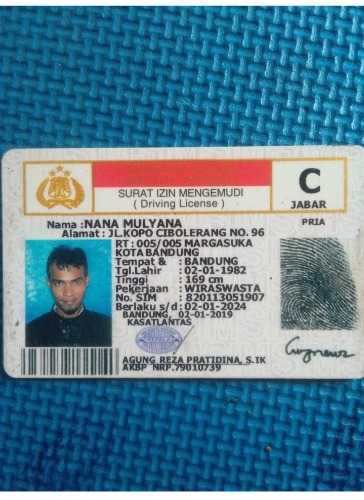 SURAT IZIN MENGEMUDI
( Driving License )
C
JABAR
PRIA
Nama :NANA MULYANA
Alamat : JL.KOPO CIBOLERANG NO. 96
RT : 005/005 MARGASUKA
KOTA BANDUNG
Tempat & : BANDUNG
Tgl.Lahir : 02-01-1982
Tinggi : 169 cm
Pekerjaan : WIRASWASTA
No. SIM : 820113051907
Berlaku s/d : 02-01-2024
BANDUNG, 02-01-2019
KASATLANTAS
AGUNG REZA PRATIDINA, S.IK
AKBP NRP.79010739